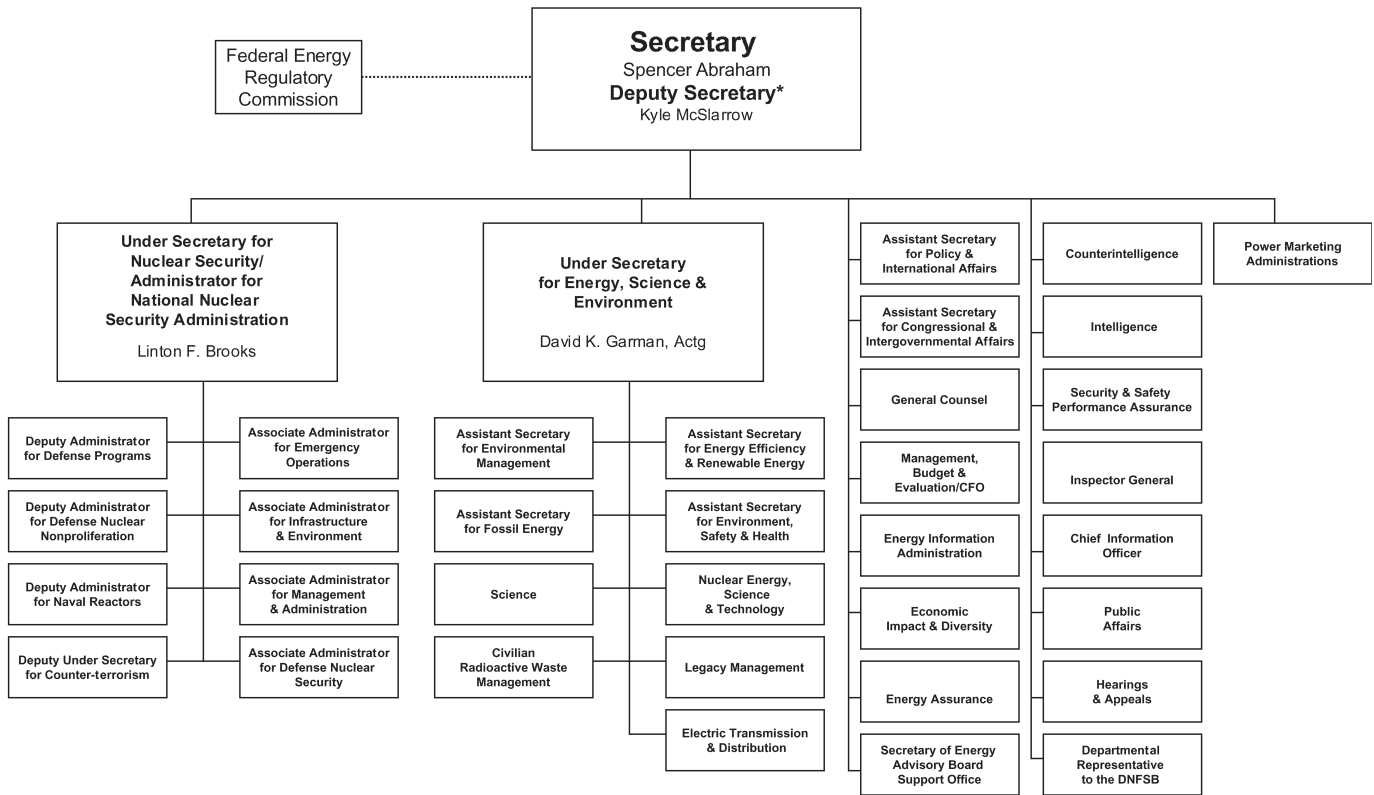 Federal Energy
Regulatory
Commission
Secretary
Spencer Abraham
Deputy Secretary*
Kyle McSlarrow
Under Secretary for
Nuclear Security/
Administrator for
National Nuclear
Security Administration
Linton F. Brooks
Deputy Administrator
for Defense Programs
Associate Administrator
for Emergency
Operations
Deputy Administrator
for Defense Nuclear
Nonproliferation
Associate Administrator
for Infrastructure
& Environment
Deputy Administrator
for Naval Reactors
Associate Administrator
for Management
& Administration
Deputy Under Secretary
for Counter-terrorism
Associate Administrator
for Defense Nuclear
Security
Under Secretary
for Energy, Science &
Environment
David K. Garman, Actg
Assistant Secretary
for Environmental
Management
Assistant Secretary
for Energy Efficiency
& Renewable Energy
Assistant Secretary
for Fossil Energy
Assistant Secretary
for Environment,
Safety & Health
Science
Nuclear Energy,
Science
& Technology
Civilian
Radioactive Waste
Management
Legacy Management
Electric Transmission
& Distribution
Assistant Secretary
for Policy &
International Affairs
Assistant Secretary
for Congressional &
Intergovernmental Affairs
General Counsel
Management,
Budget &
Evaluation/CFO
Energy Information
Administration
Economic
Impact & Diversity
Energy Assurance
Secretary of Energy
Advisory Board
Support Office
Counterintelligence
Intelligence
Security & Safety
Performance Assurance
Inspector General
Chief Information
Officer
Public
Affairs
Hearings
& Appeals
Departmental
Representative
to the DNFSB
Power Marketing
Administrations